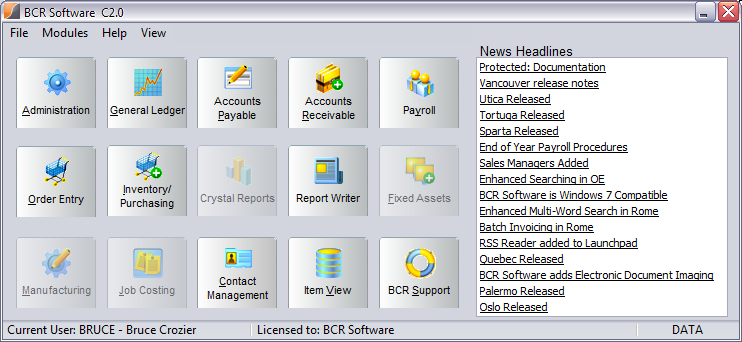 BCR Software C2.0
File Modules Help View
Administration
General Ledger
Accounts
Payable
Accounts
Receivable
Payroll
Order Entry
Inventory/
Purchasing
Crystal Reports
Report Writer
Fixed Assets
Manufacturing
Job Costing
Contact
Management
Item View
BCR Support
News Headlines
Protected: Documentation
Vancouver release notes
Utica Released
Tortuga Released
Sparta Released
End of Year Payroll Procedures
Sales Managers Added
Enhanced Searching in OE
BCR Software is Windows 7 Compatible
Enhanced Multi-Word Search in Rome
Batch Invoicing in Rome
RSS Reader added to Launchpad
Quebec Released
BCR Software adds Electronic Document Imaging
Palermo Released
Oslo Released
Current User: BRUCE - Bruce Crozier
Licensed to: BCR Software
DATA